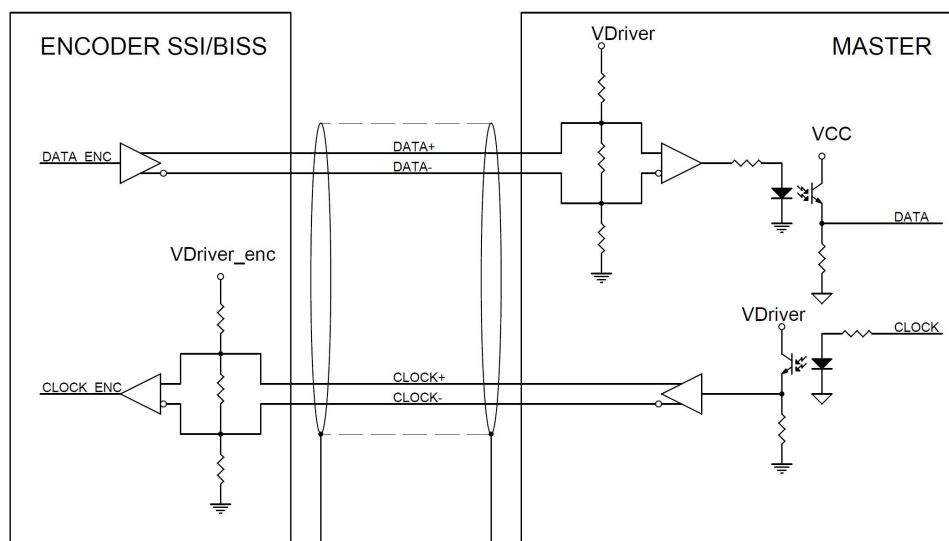 ENCODER SSI/BISS
VDriver
MASTER
VCC
DATA_ENC
DATA+
DATA-
DATA
VDriver_enc
VDriver
CLOCK
CLOCK_ENC
CLOCK+
CLOCK-